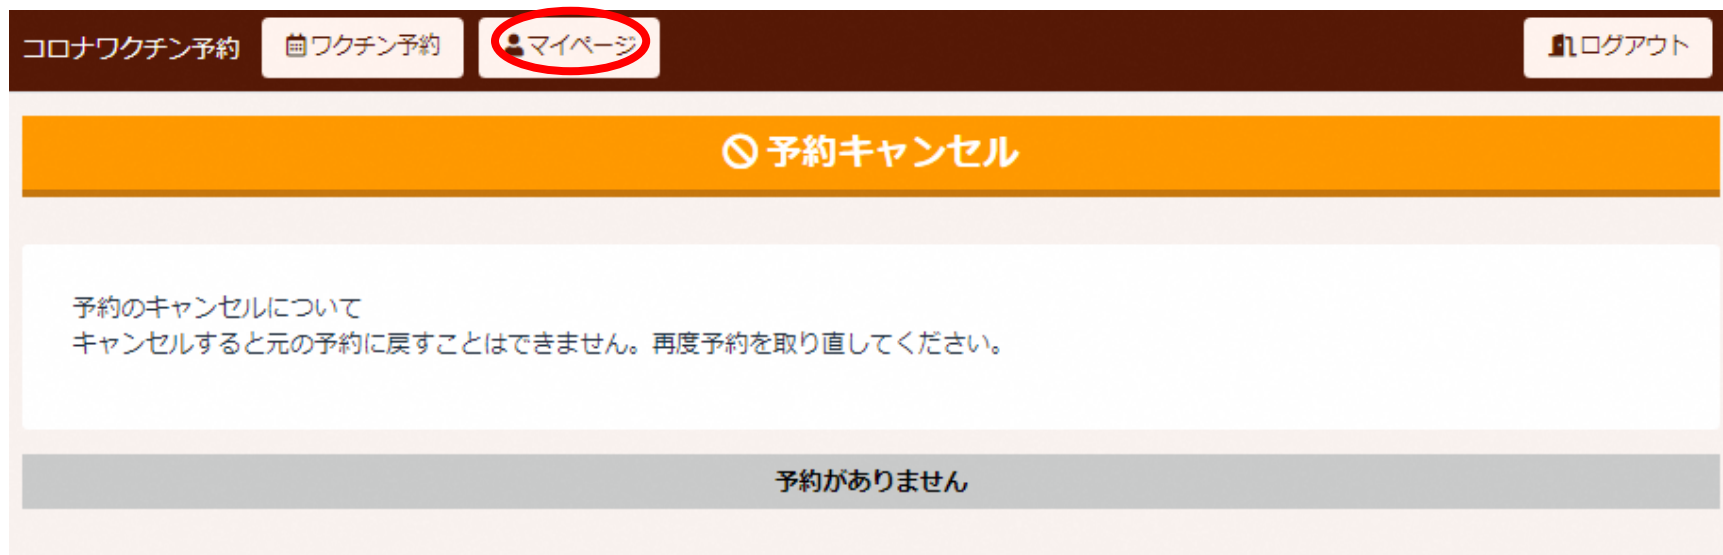 コロナワクチン予約 ワクチン予約 マイページ ログアウト
予約キャンセル
予約のキャンセルについて
キャンセルすると元の予約に戻すことはできません。再度予約を取り直してください。
予約がありません